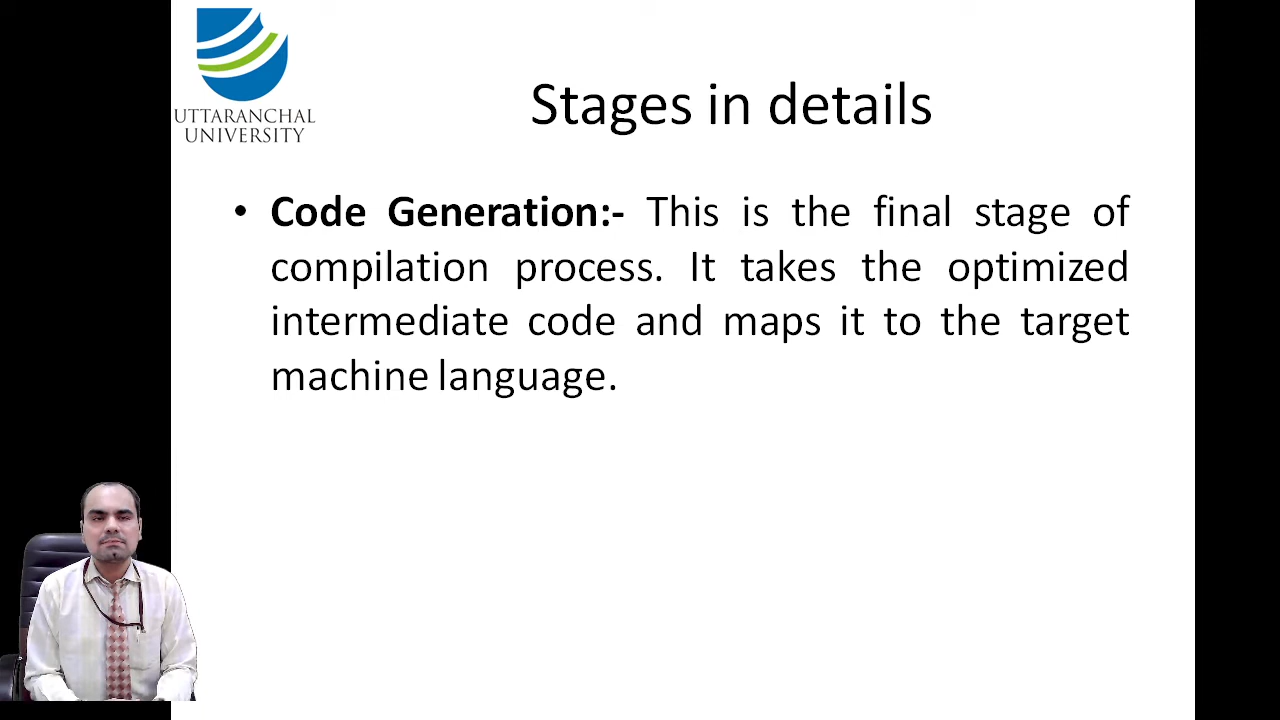 UTTARANCHAL
UNIVERSITY
Stages in details
• Code Generation:- This is the final stage of
compilation process. It takes the optimized
intermediate code and maps it to the target
machine language.